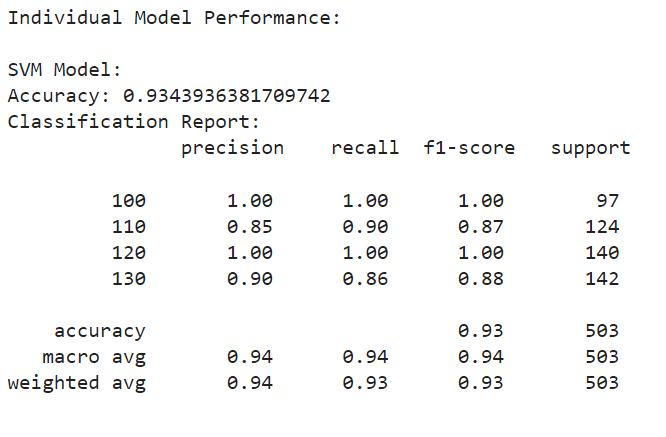 Individual Model Performance:
SVM Model:
Accuracy: 0.9343936381709742
Classification Report:
precision recall f1-score support
100 1.00 1.00 1.00 97
110 0.85 0.90 0.87 124
120 1.00 1.00 1.00 140
130 0.90 0.86 0.88 142
accuracy 0.93 503
macro avg 0.94 0.94 0.94 503
weighted avg 0.94 0.93 0.93 503